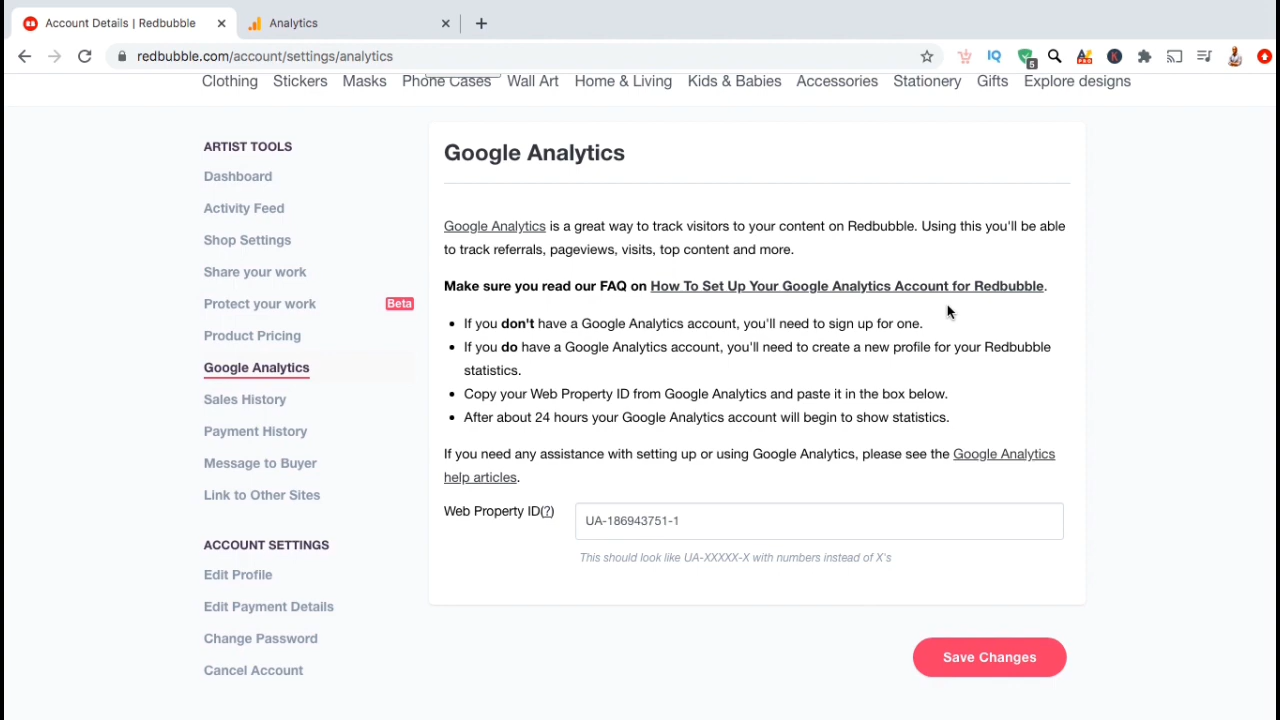 Account Details | Redbubble
Analytics
redbubble.com/account/settings/analytics
IQ
5
PRO
K
Clothing Stickers Masks Phone Cases Wall Art Home & Living Kids & Babies Accessories Stationery Gifts Explore designs
ARTIST TOOLS
Dashboard
Activity Feed
Shop Settings
Share your work
Protect your work Beta
Product Pricing
Google Analytics
Sales History
Payment History
Message to Buyer
Link to Other Sites
ACCOUNT SETTINGS
Edit Profile
Edit Payment Details
Change Password
Cancel Account
Google Analytics
Google Analytics is a great way to track visitors to your content on Redbubble. Using this you'll be able
to track referrals, pageviews, visits, top content and more.
Make sure you read our FAQ on How To Set Up Your Google Analytics Account for Redbubble.
• If you don't have a Google Analytics account, you'll need to sign up for one.
• If you do have a Google Analytics account, you'll need to create a new profile for your Redbubble
statistics.
• Copy your Web Property ID from Google Analytics and paste it in the box below.
• After about 24 hours your Google Analytics account will begin to show statistics.
If you need any assistance with setting up or using Google Analytics, please see the Google Analytics
help articles.
Web Property ID(?) UA-186943751-1
This should look like UA-XXXXX-X with numbers instead of X's
Save Changes